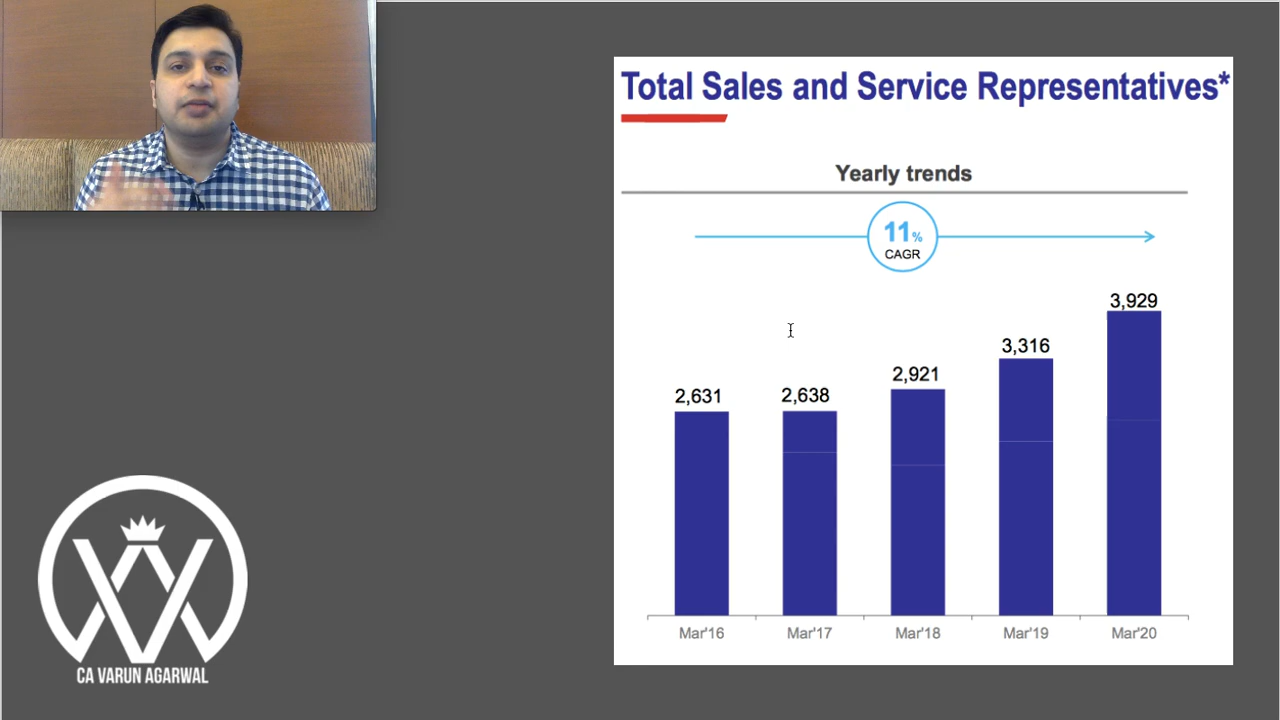 Total Sales and Service Representatives*
Yearly trends
11%
CAGR
2,631
2,638
2,921
3,316
3,929
Mar'16
Mar'17
Mar'18
Mar'19
Mar'20
CA VARUN AGARWAL